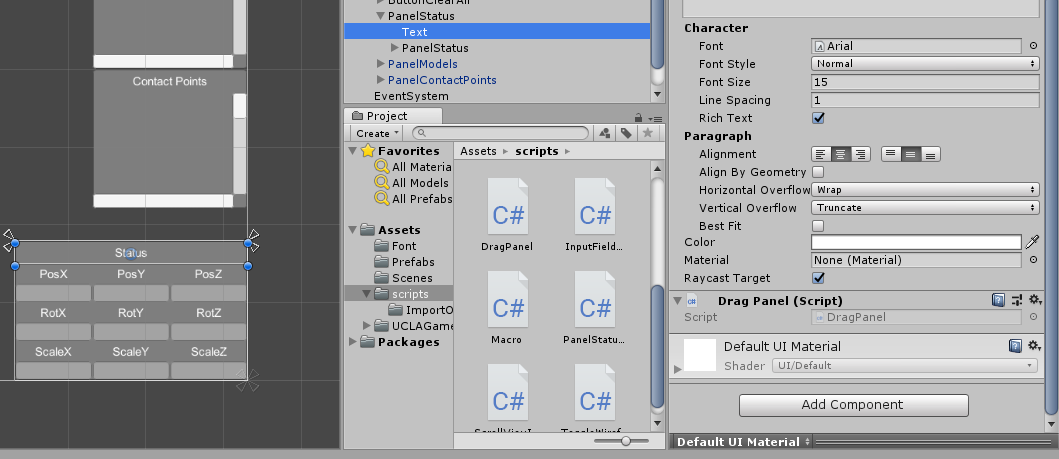 Contact Points
Status
PosX PosY PosZ
RotX RotY RotZ
ScaleX ScaleY ScaleZ
ButtonClearAll
PanelStatus
Text
PanelStatus
PanelModels
PanelContactPoints
EventSystem
Project
Create
Favorites
All Materia
All Models
All Prefabs
Assets
Font
Prefabs
Scenes
scripts
ImportO
UCLAGame
Packages
Assets scripts
C# C#
DragPanel InputField...
C# C#
Macro PanelStatu...
C# C#
Character
Font Arial
Font Style Normal
Font Size 15
Line Spacing 1
Rich Text
Paragraph
Alignment
Align By Geometry
Horizontal Overflow Wrap
Vertical Overflow Truncate
Best Fit
Color
Material None (Material)
Raycast Target
Drag Panel (Script)
Script DragPanel
Default UI Material
Shader UI/Default
Add Component
Default UI Material